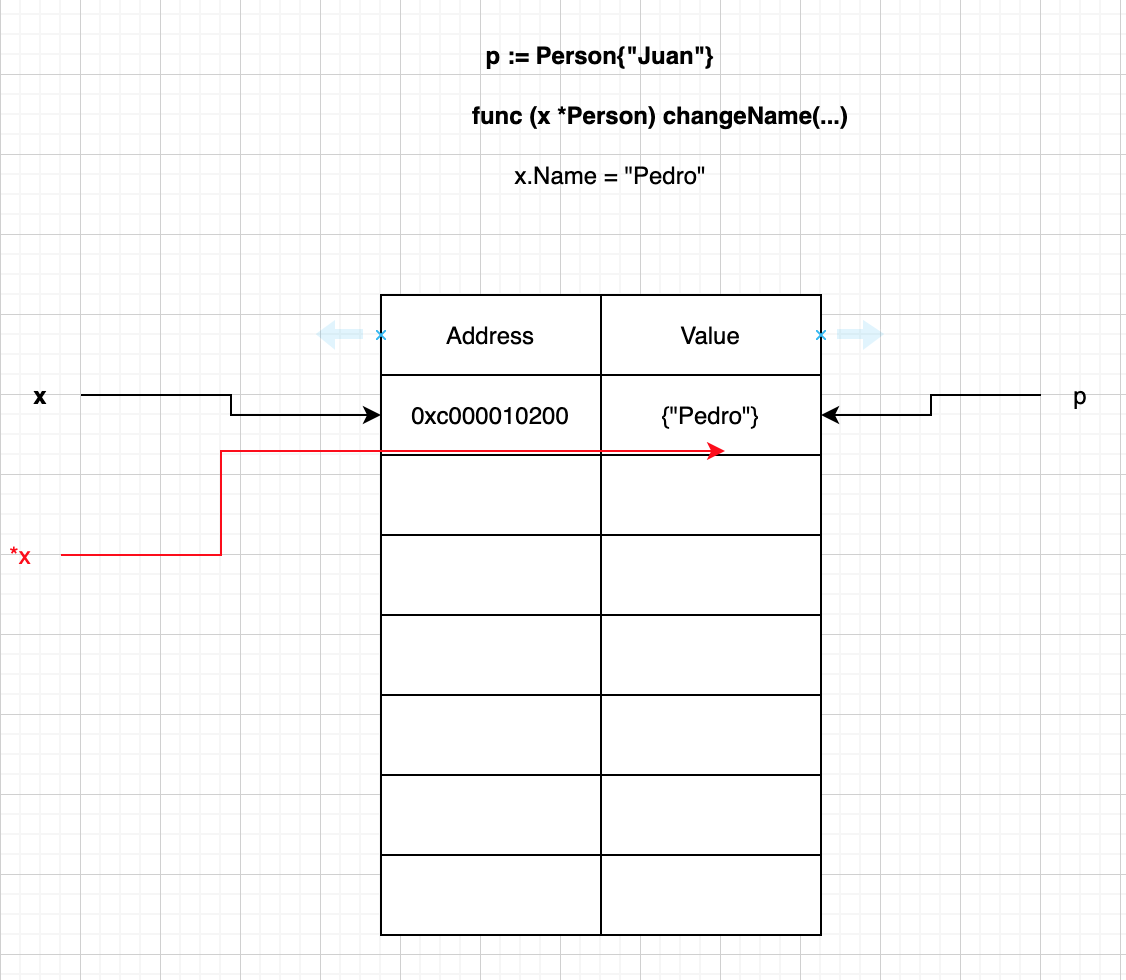 p := Person{"Juan"}
func (x *Person) changeName(...)
x.Name = "Pedro"
Address Value
x 0xc000010200 {"Pedro"} p
*x